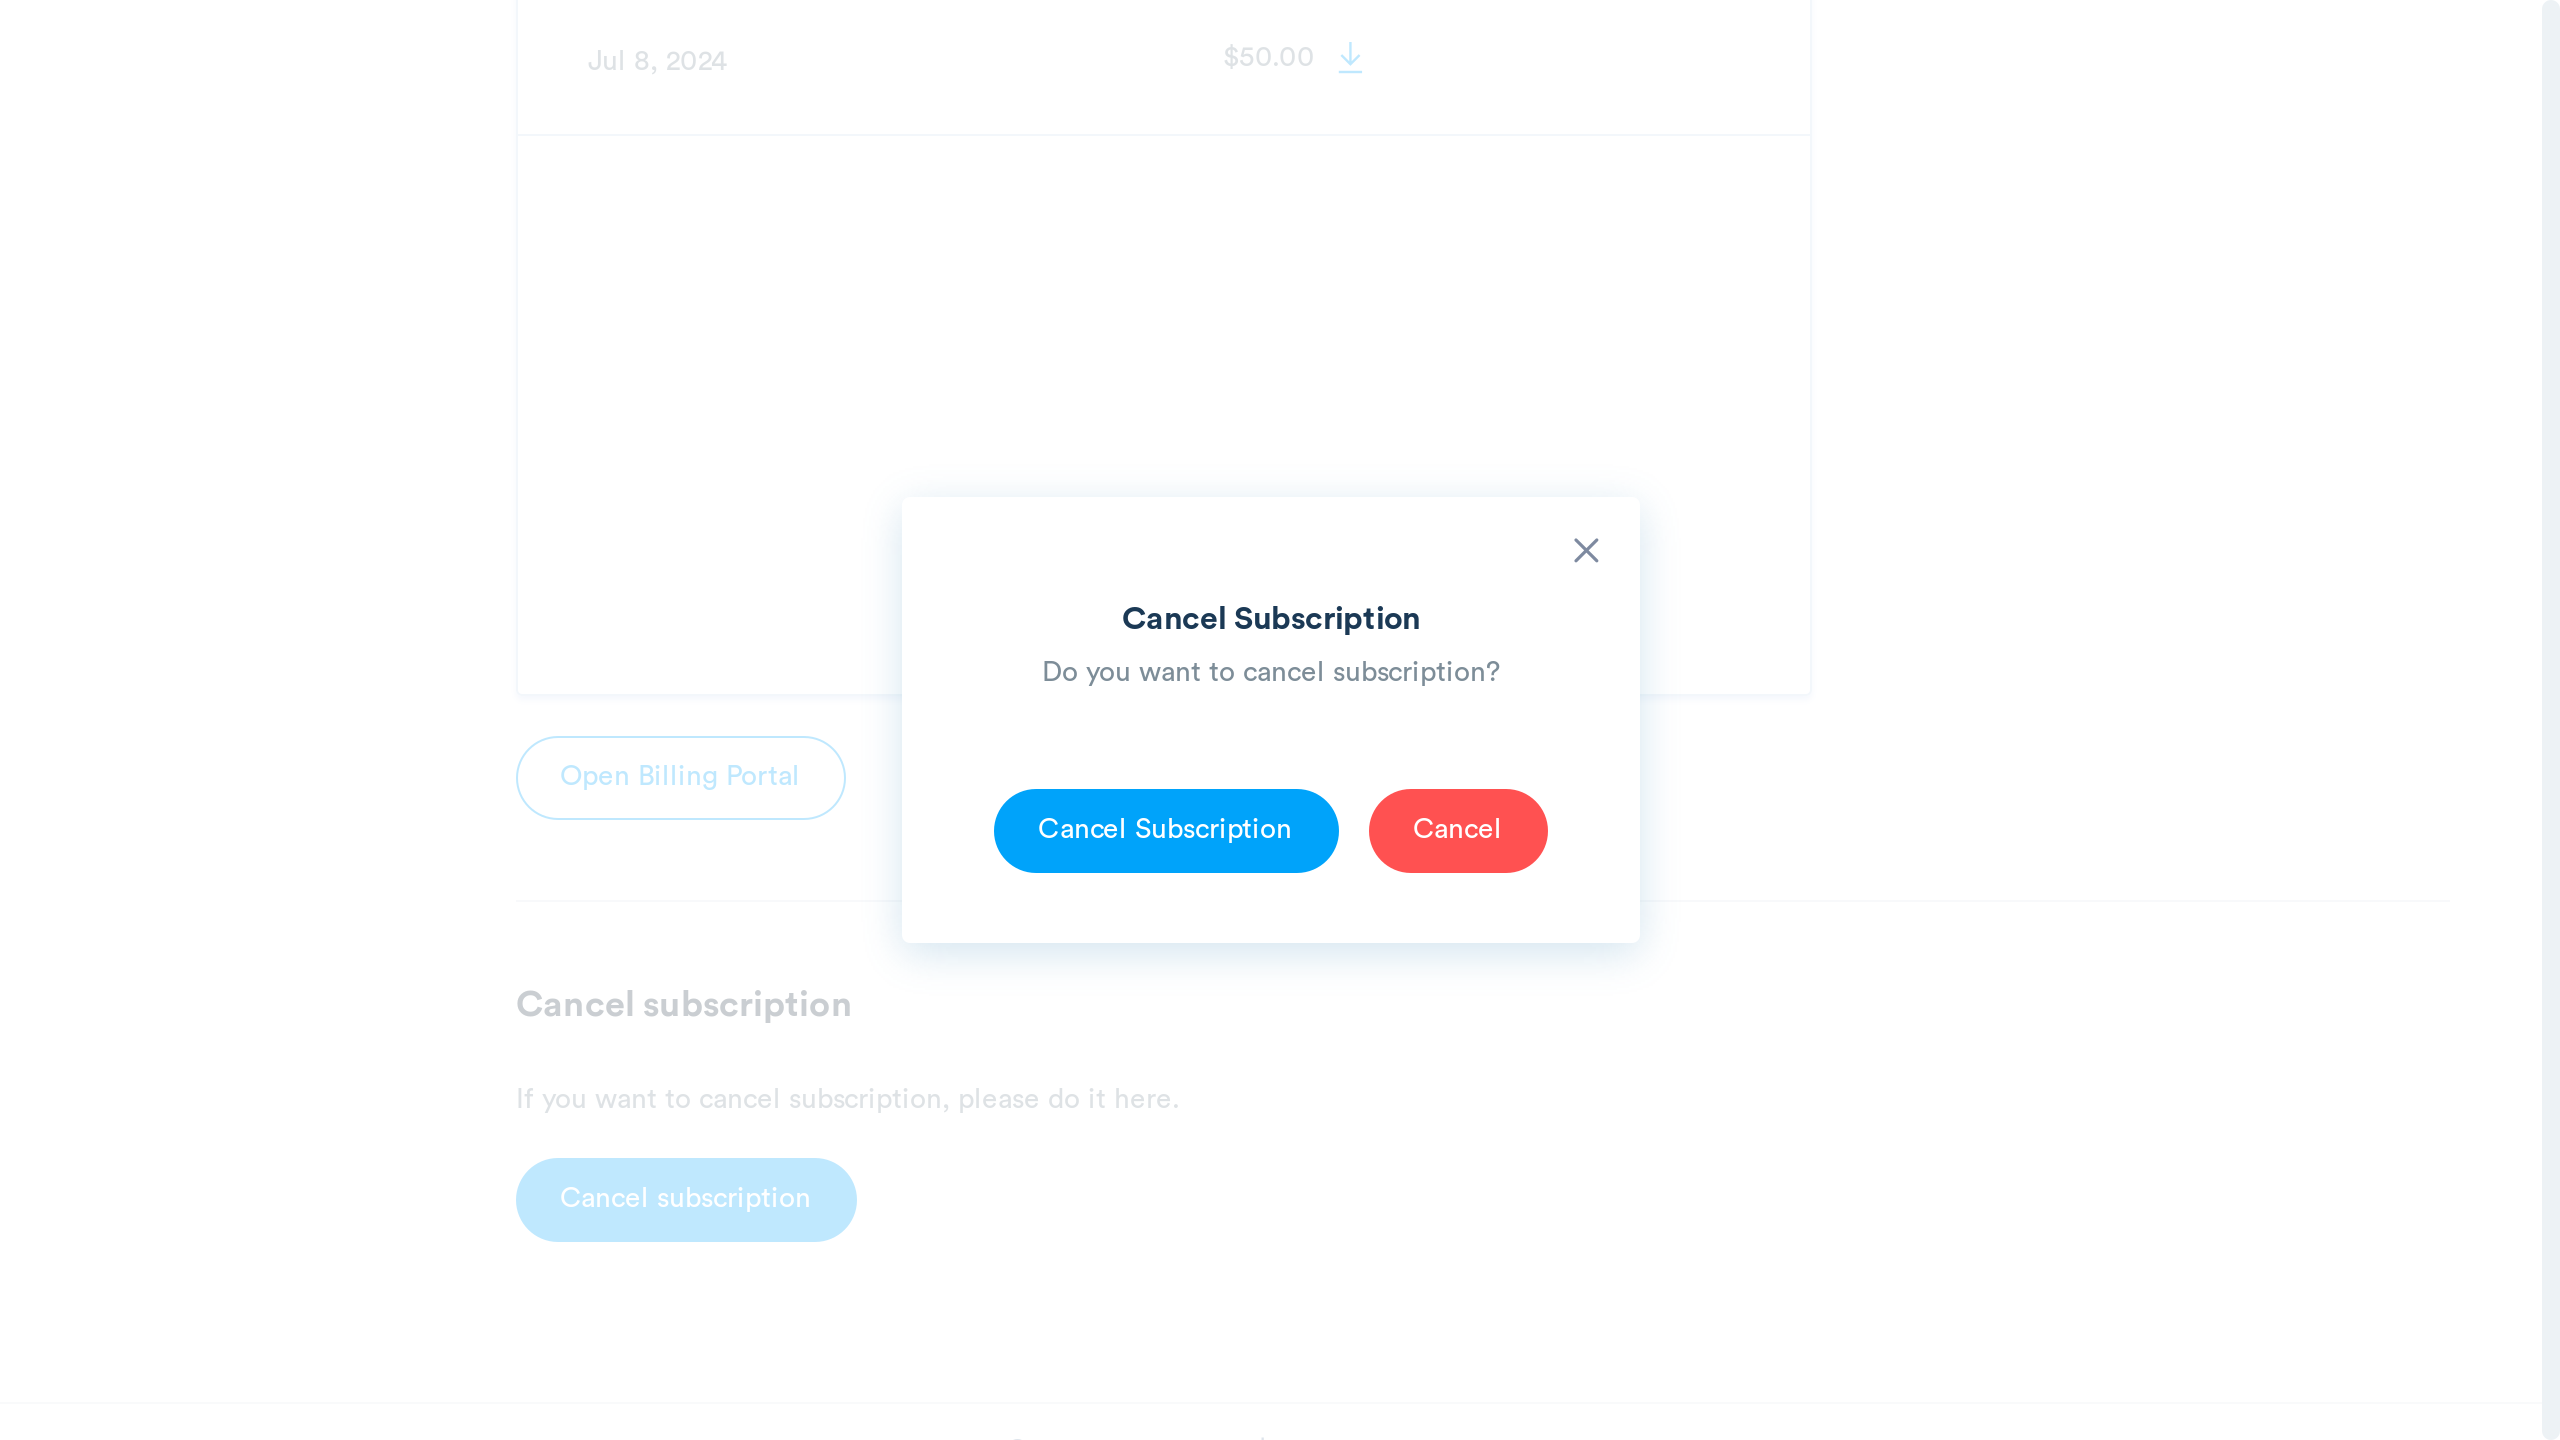 Jul 8, 2024 $50.00
Cancel Subscription
Do you want to cancel subscription?
Open Billing Portal
Cancel Subscription Cancel
Cancel subscription
If you want to cancel subscription, please do it here.
Cancel subscription